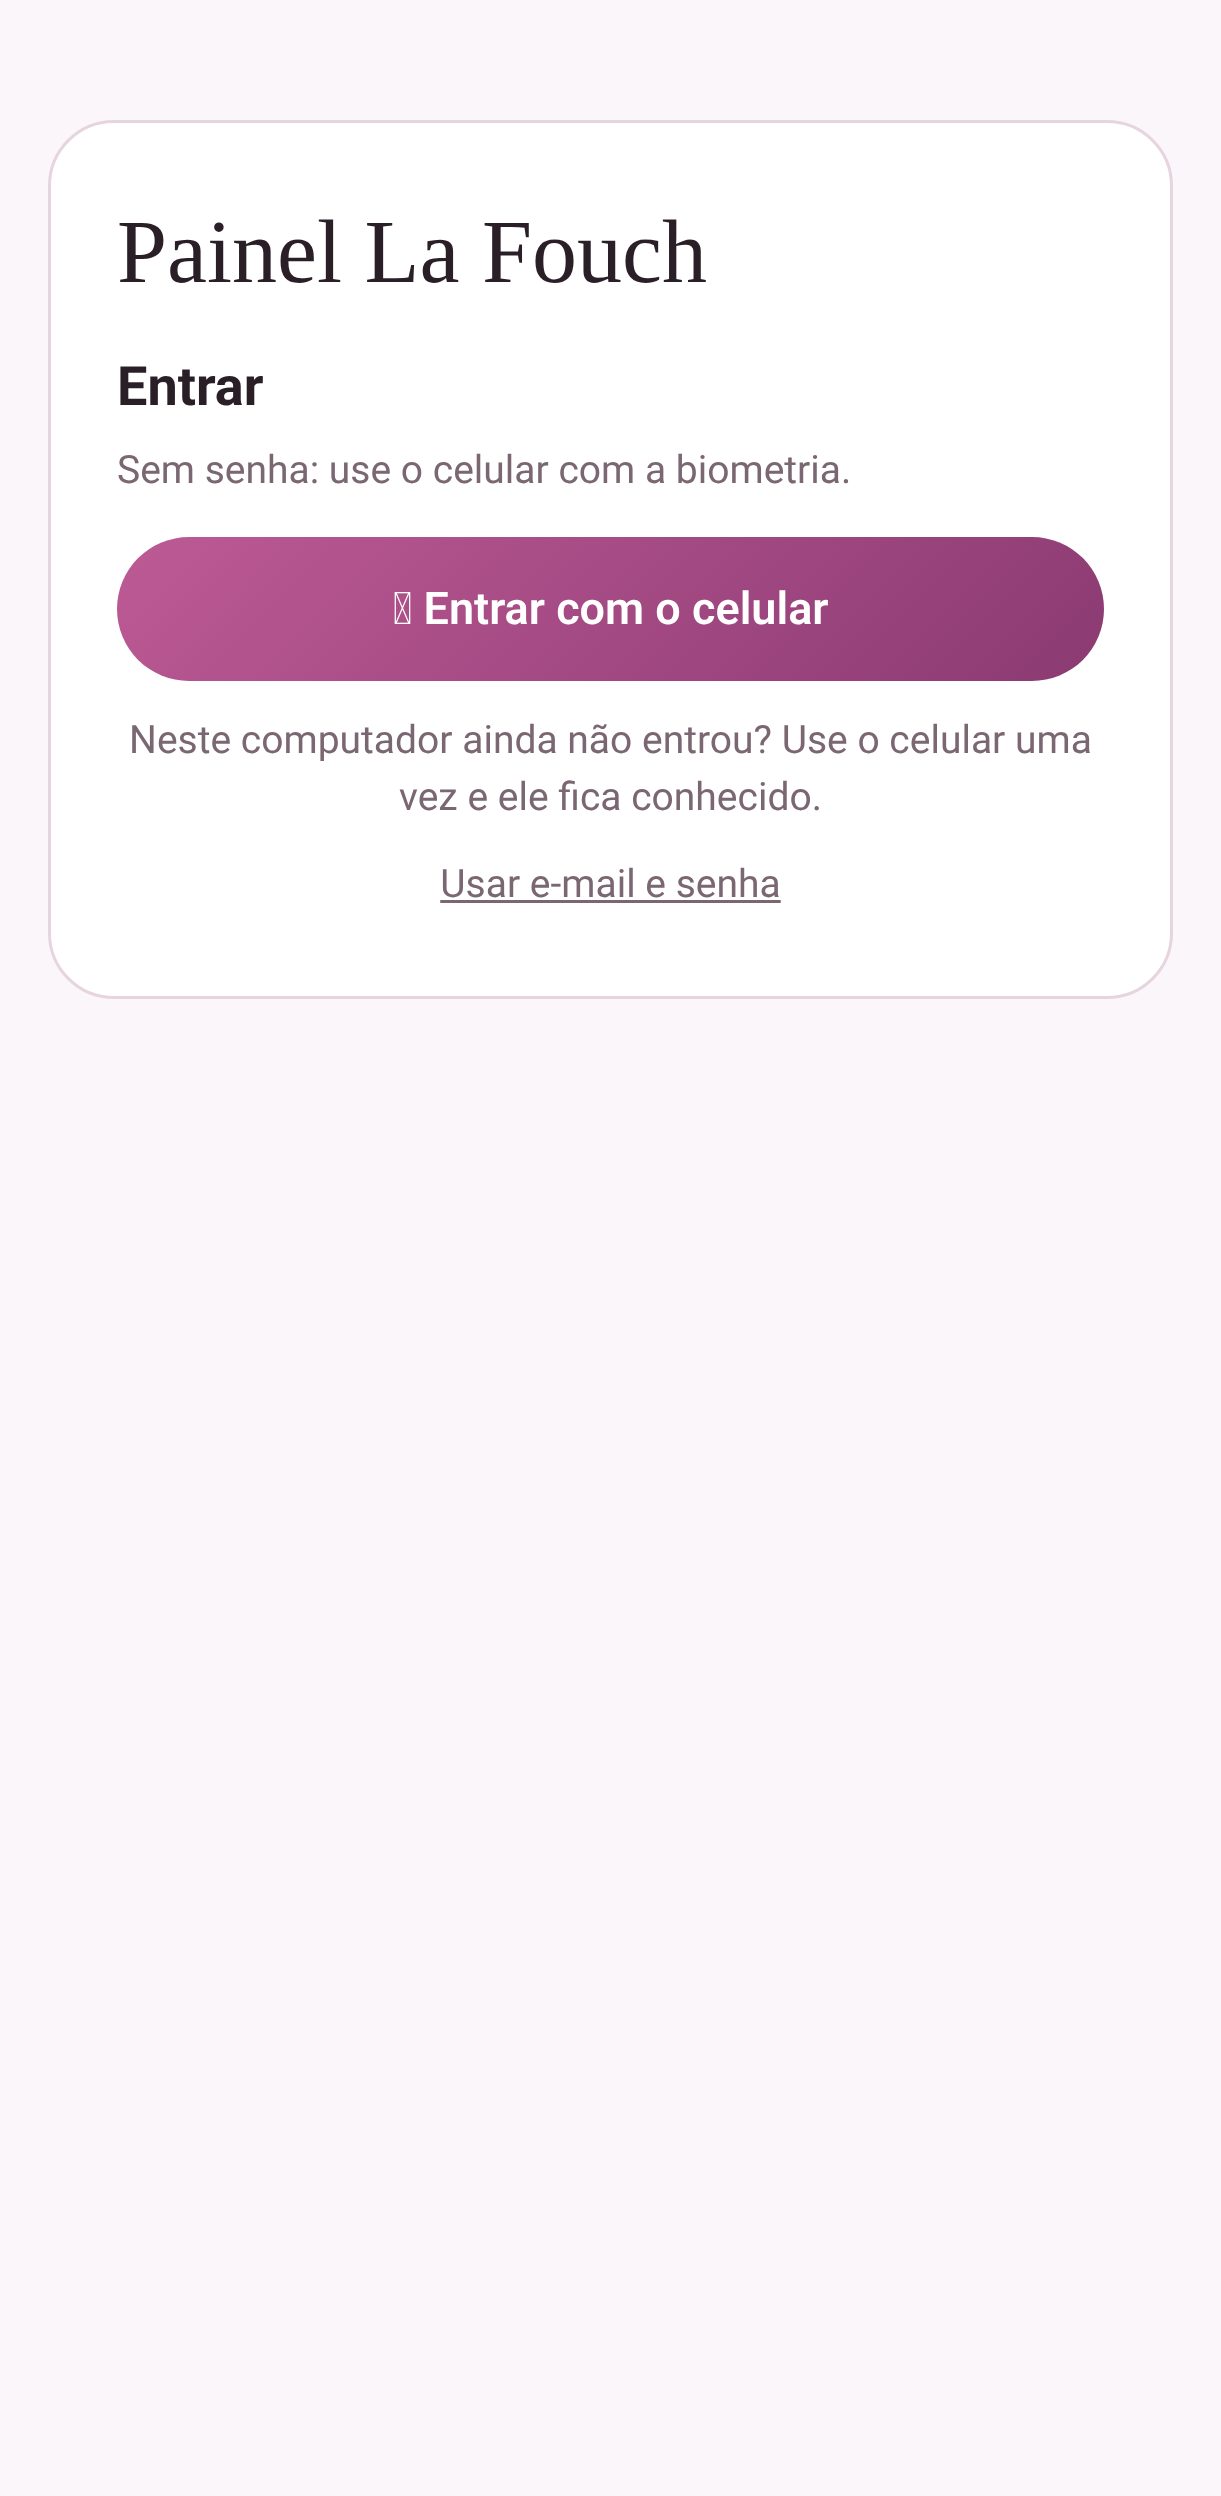 Painel La Fouch
Entrar
Sem senha: use o celular com a biometria.
Entrar com o celular
Neste computador ainda não entrou? Use o celular uma
vez e ele fica conhecido.
Usar e-mail e senha